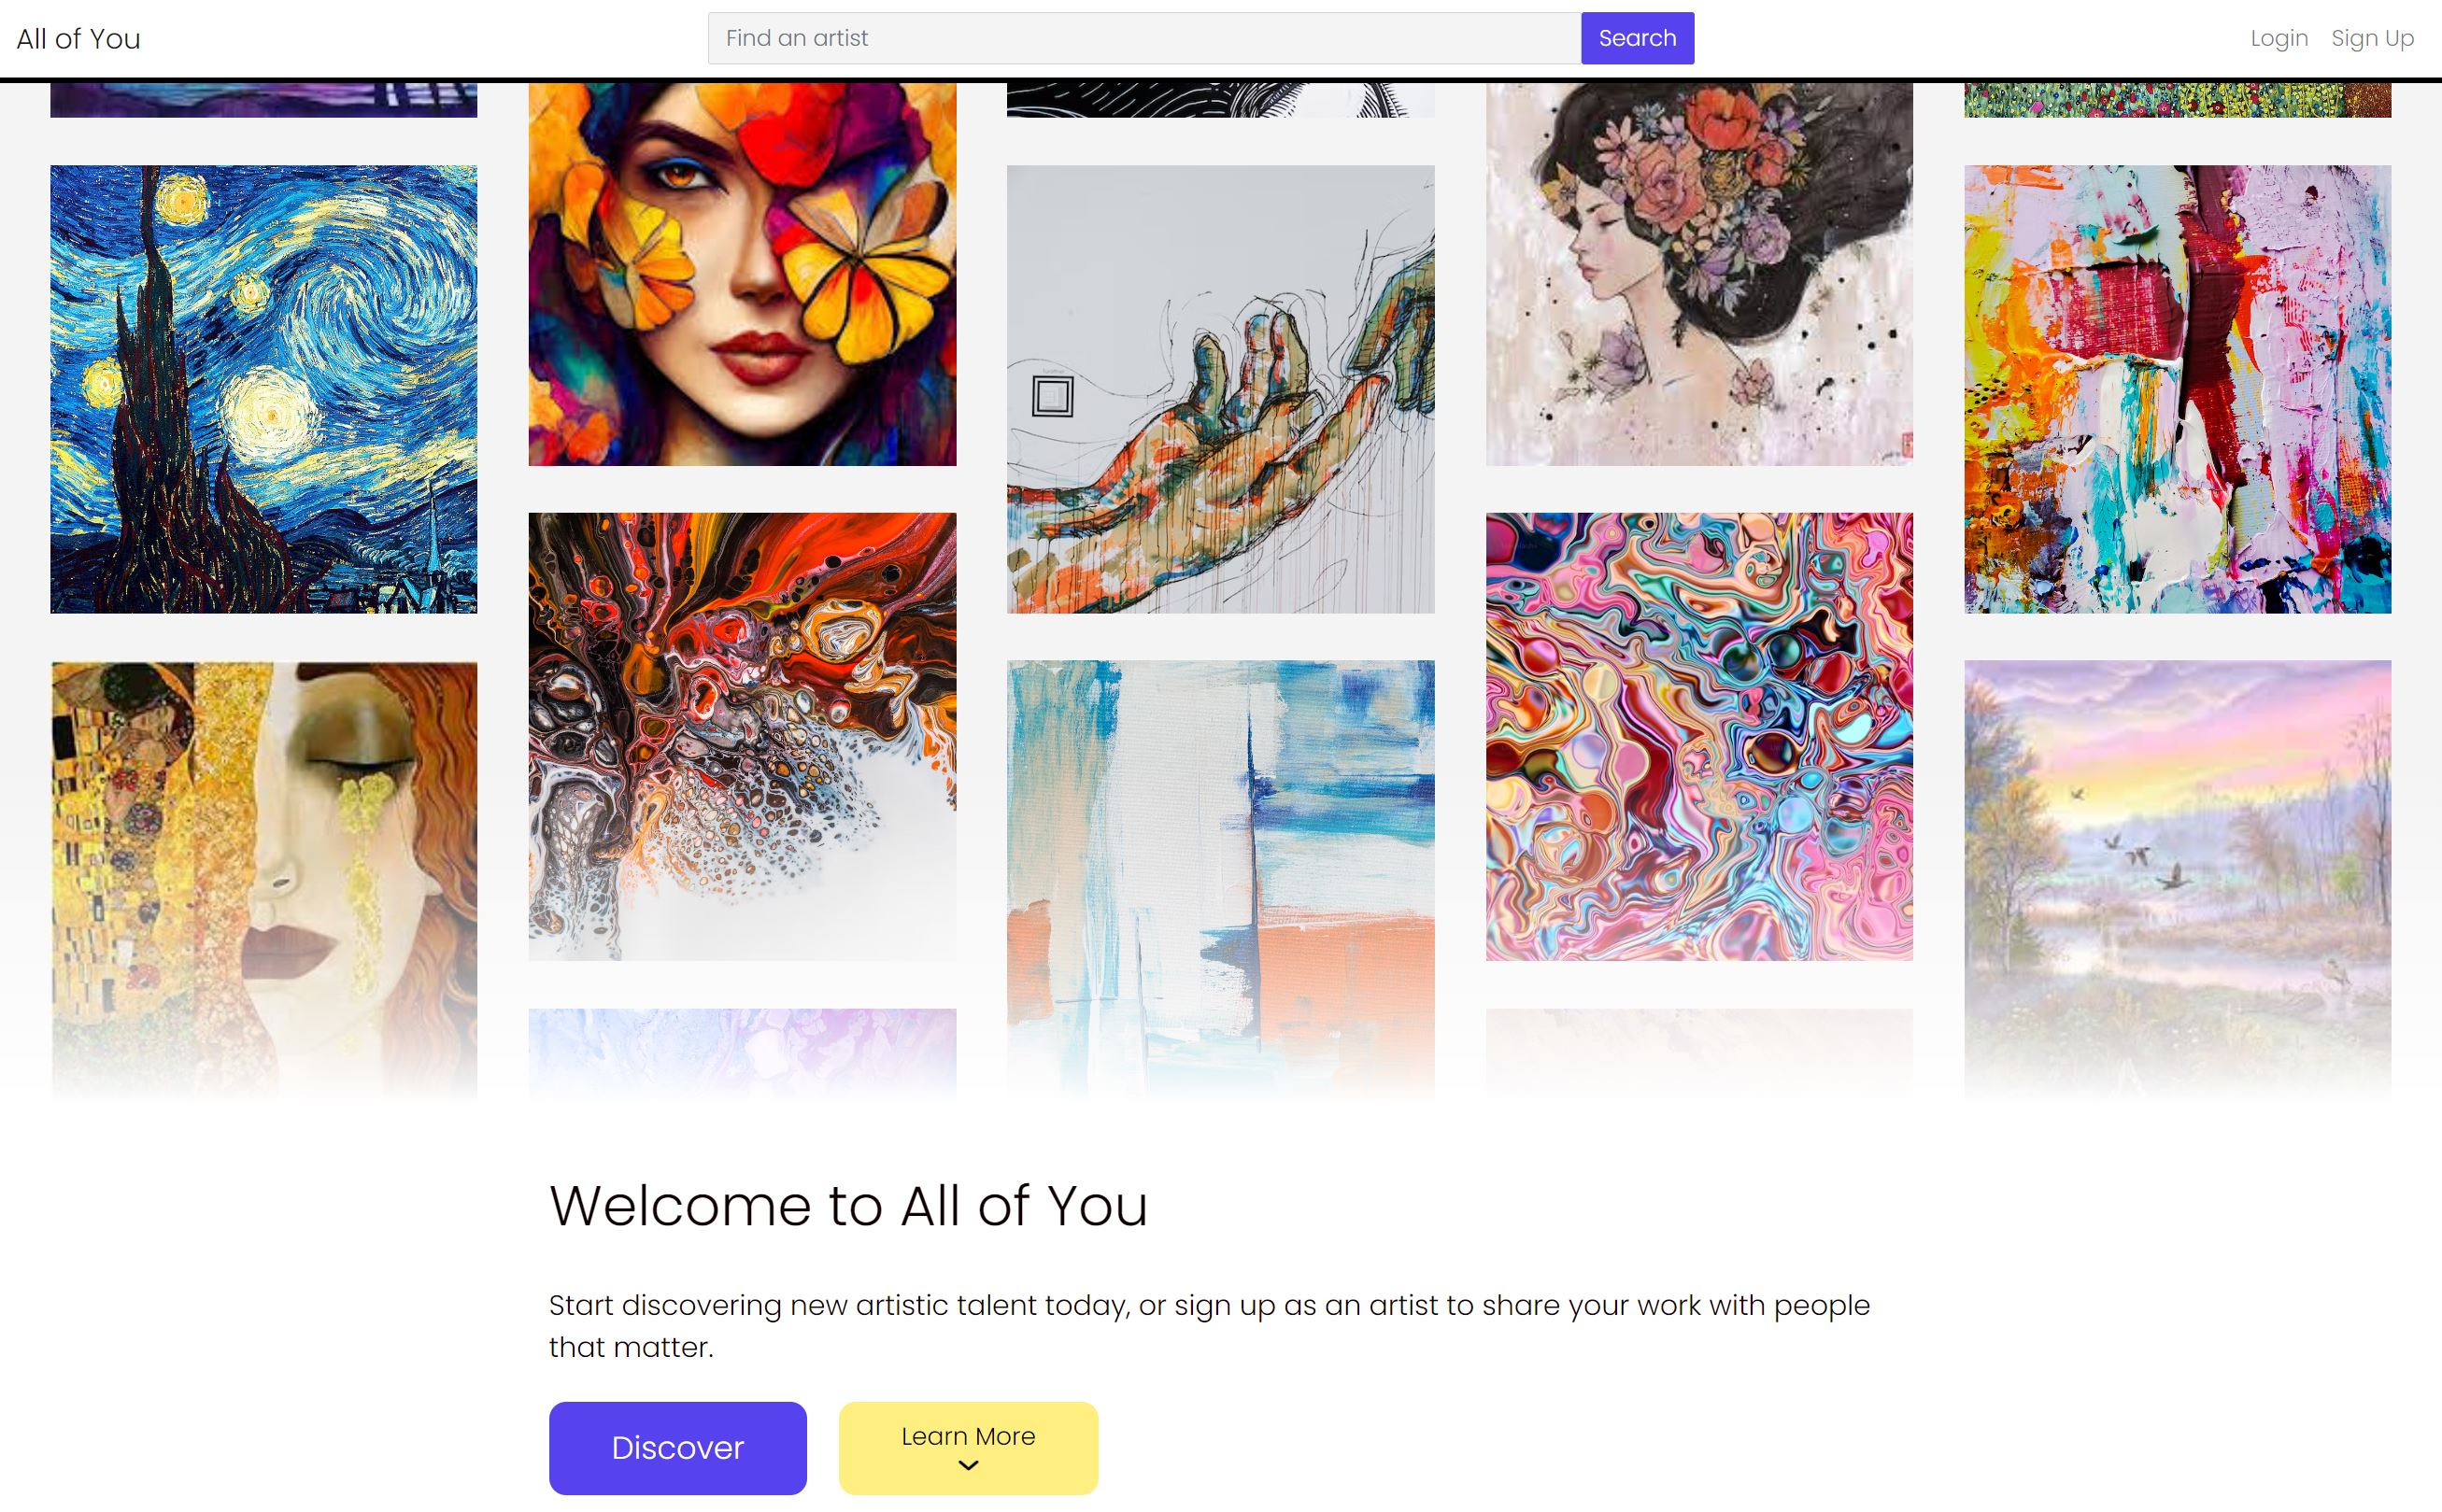 All of You
Find an artist
Search
Login
Sign Up
Welcome to All of You
Start discovering new artistic talent today, or sign up as an artist to share your work with people
that matter.
Discover
Learn More